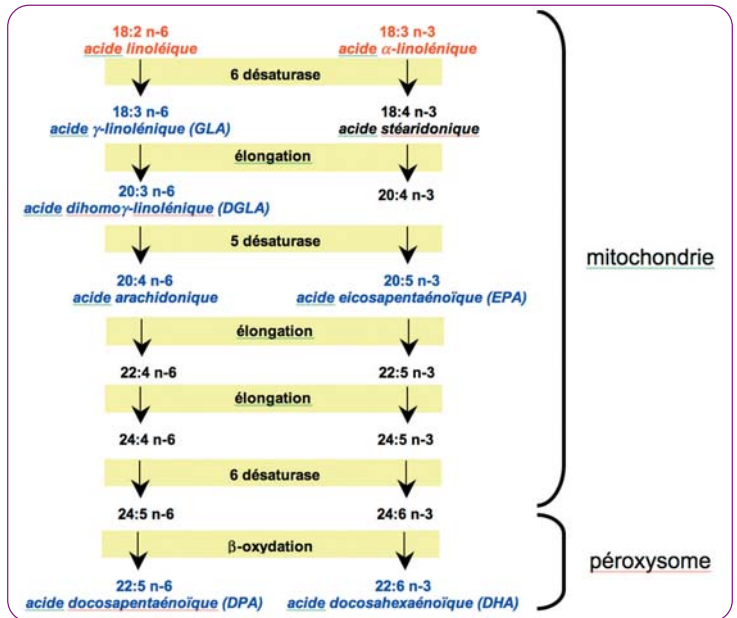 18:2 n-6 18:3 n-3
acide linoléique acide α-linolénique
6 désaturase
18:3 n-6 18:4 n-3
acide γ-linolénique (GLA) acide stéaridonique
élongation
20:3 n-6 20:4 n-3
acide dihomoγ-linolénique (DGLA)
5 désaturase
20:4 n-6 20:5 n-3
acide arachidonique acide eicosapentaénoïque (EPA)
mitochondrie
élongation
22:4 n-6 22:5 n-3
élongation
24:4 n-6 24:5 n-3
6 désaturase
24:5 n-6 24:6 n-3
β-oxydation
péroxysome
22:5 n-6 22:6 n-3
acide docosapentaénoïque (DPA) acide docosahexaénoïque (DHA)